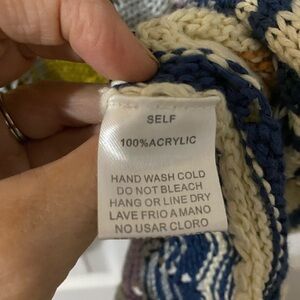 SELF
100%ACRYLIC
HAND WASH COLD
DO NOT BLEACH
HANG OR LINE DRY
LAVE FRIO A MANO
NO USAR CLORO